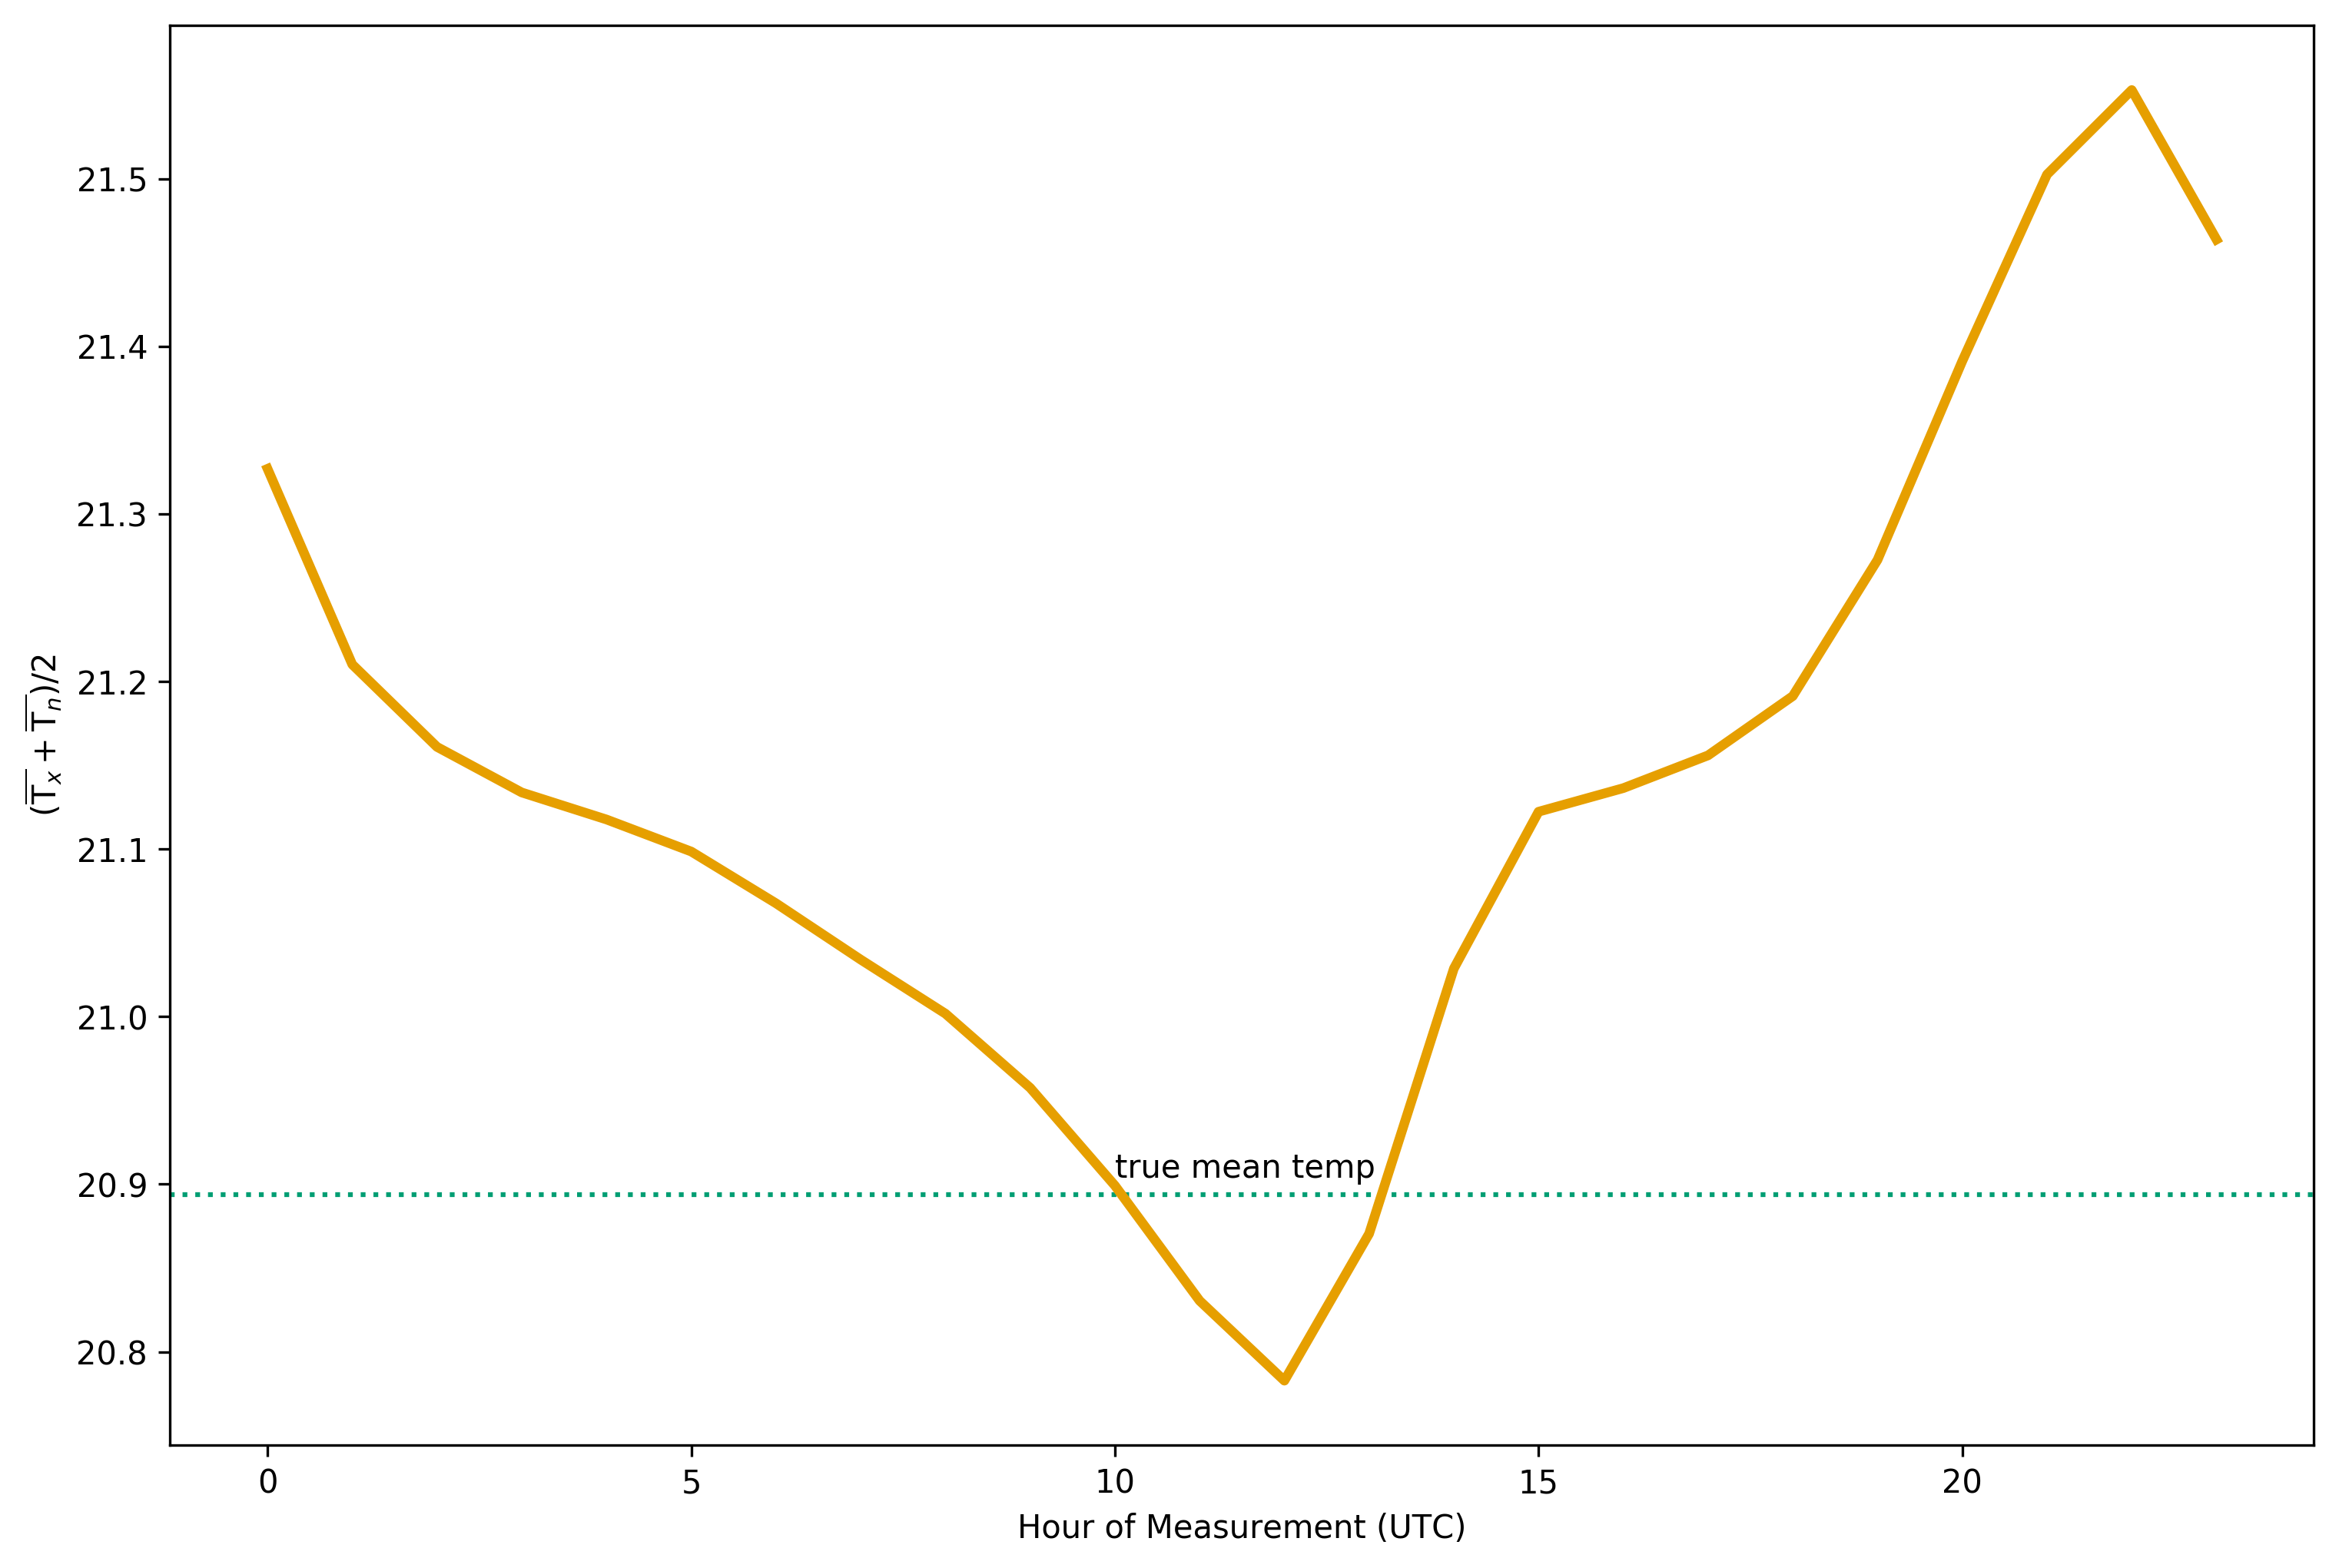 21.5
21.4
21.3
21.2
21.1
21.0
20.9
20.8
(T̅ₓ + T̅ₙ)/2
true mean temp
0 5 10 15 20
Hour of Measurement (UTC)